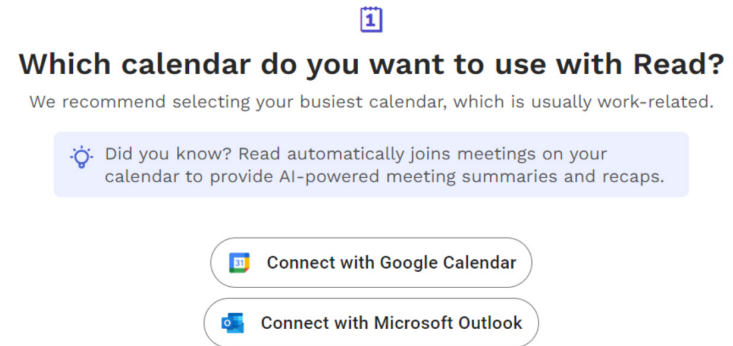 1
Which calendar do you want to use with Read?
We recommend selecting your busiest calendar, which is usually work-related.
Did you know? Read automatically joins meetings on your
calendar to provide AI-powered meeting summaries and recaps.
31 Connect with Google Calendar
O Connect with Microsoft Outlook